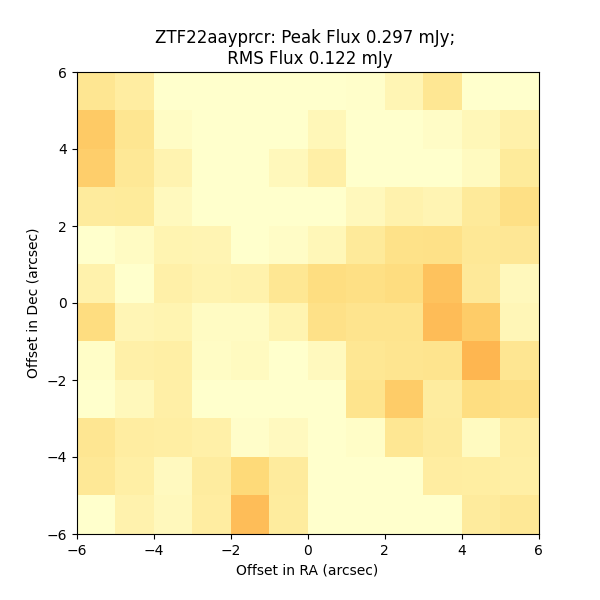 ZTF22aayprcr: Peak Flux 0.297 mJy;
RMS Flux 0.122 mJy
6
4
2
0
−2
−4
−6
Offset in Dec (arcsec)
−6 −4 −2 0 2 4 6
Offset in RA (arcsec)